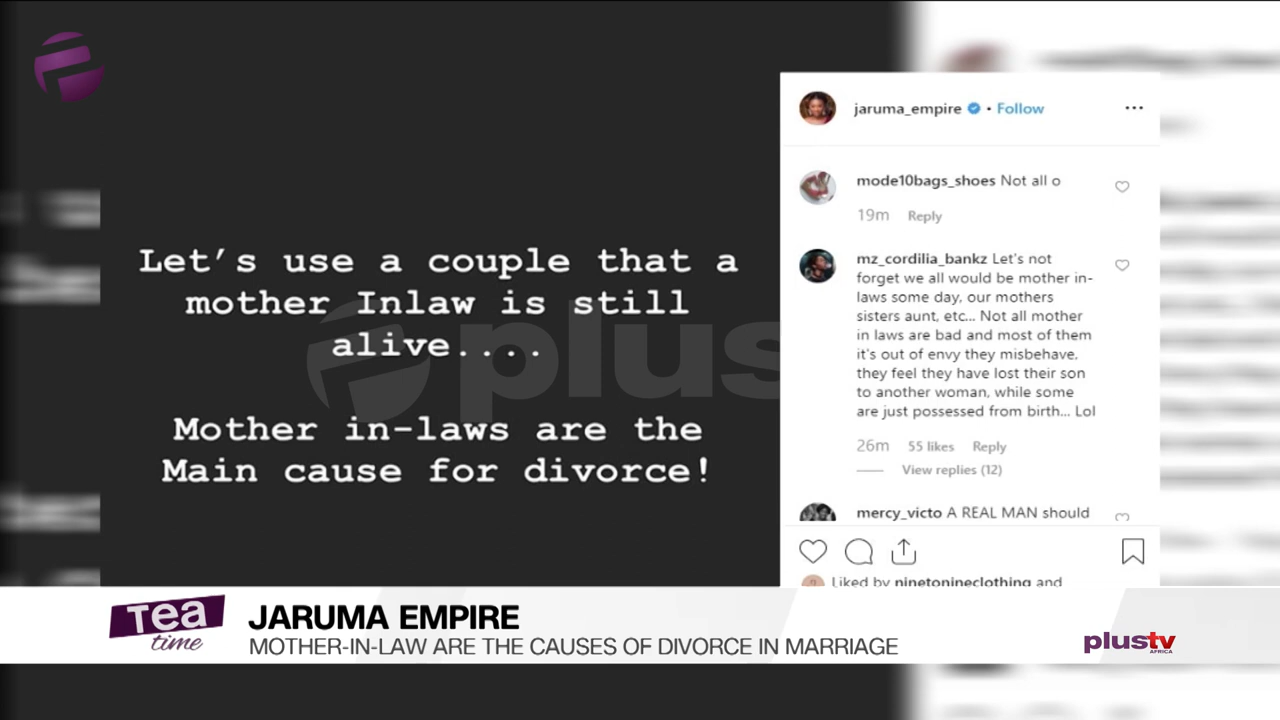 Let's use a couple that a
mother Inlaw is still
alive....
Mother in-laws are the
Main cause for divorce!
plus
jaruma_empire • Follow
mode10bags_shoes Not all o
19m Reply
mz_cordilia_bankz Let's not
forget we all would be mother in-
laws some day, our mothers
sisters aunt, etc... Not all mother
in laws are bad and most of them
it's out of envy they misbehave,
they feel they have lost their son
to another woman, while some
are just possessed from birth... Lol
26m 55 likes Reply
View replies (12)
mercy_victo A REAL MAN should
Liked by ninetonineclothing and
Tea
time
JARUMA EMPIRE
MOTHER-IN-LAW ARE THE CAUSES OF DIVORCE IN MARRIAGE
plustv
AFRICA